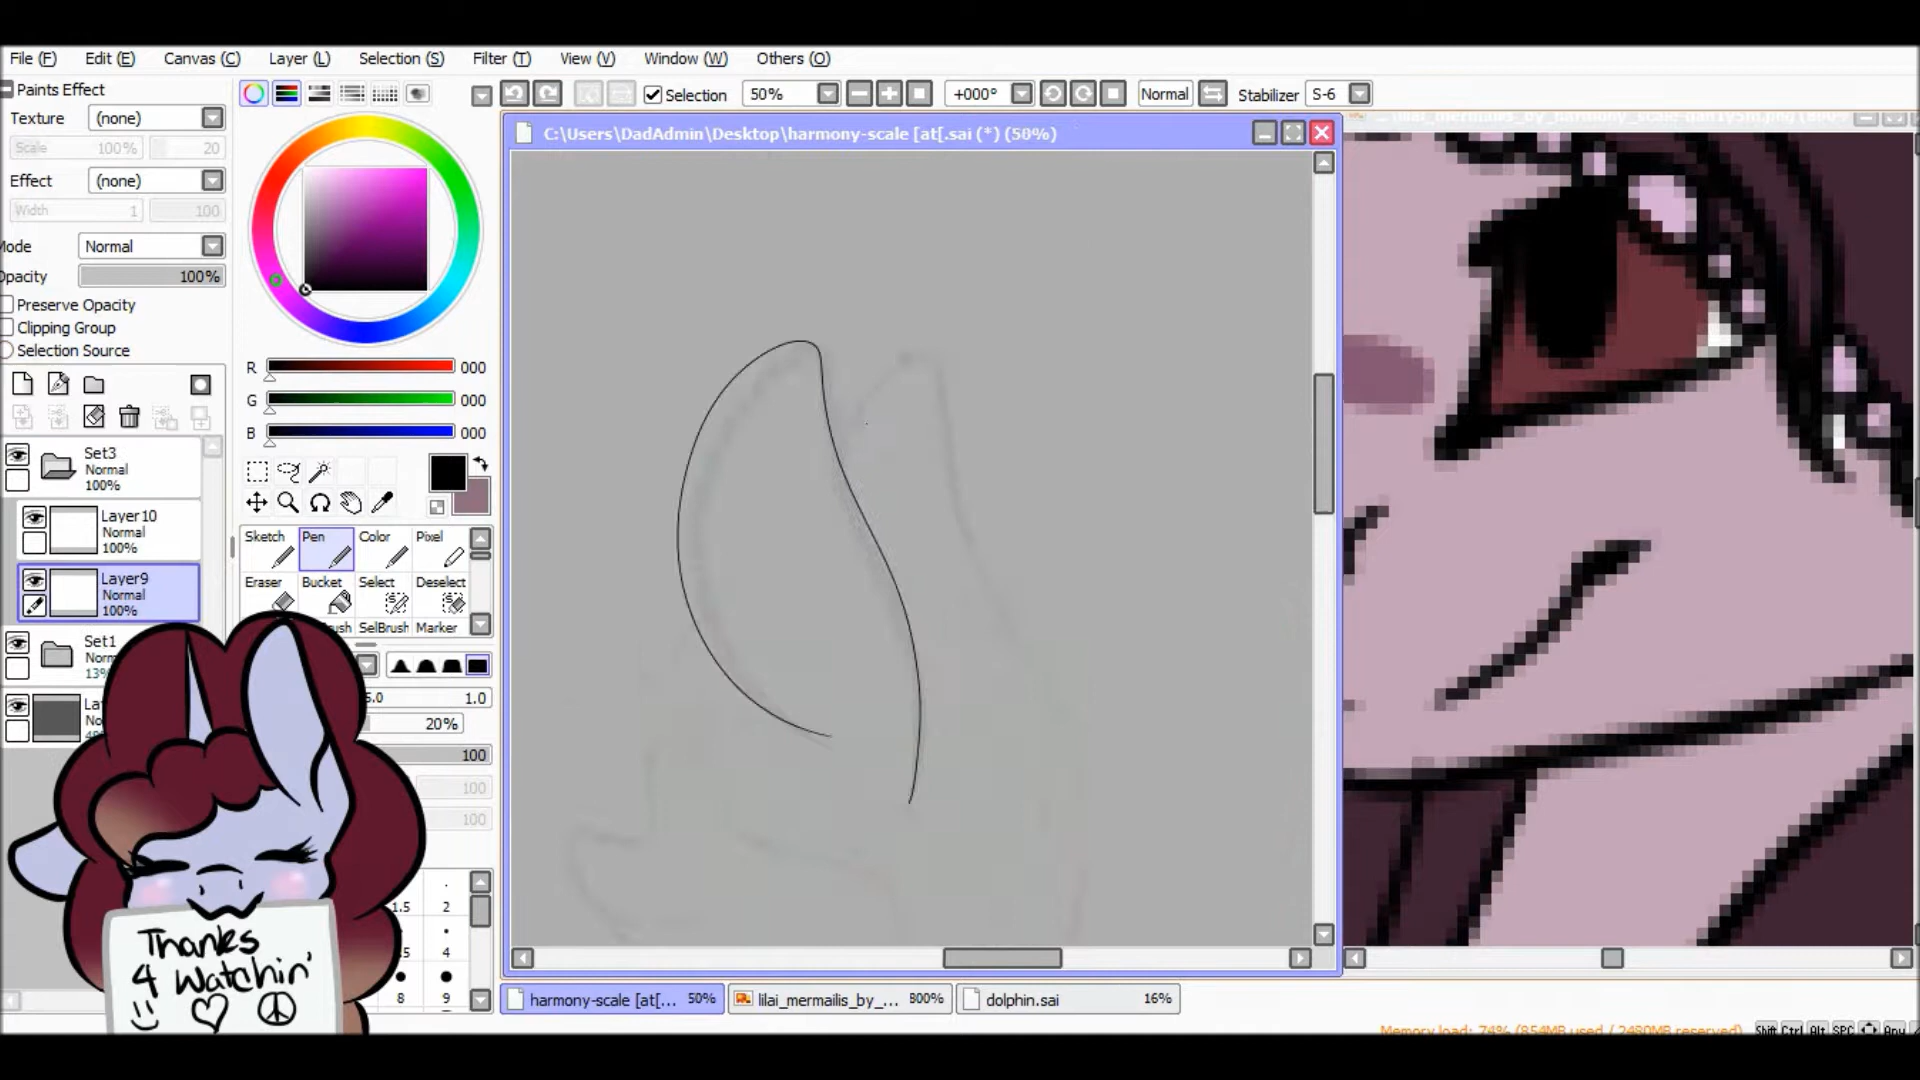 File (F) Edit (E) Canvas (C) Layer (L) Selection (S) Filter (T) View (V) Window (W) Others (O)
Paints Effect
Texture (none)
Scale 100% 20
Effect (none)
Width 1 100
Mode Normal
Opacity 100%
Preserve Opacity
Clipping Group
Selection Source
Set3
Normal
100%
Layer10
Normal
100%
Layer9
Normal
100%
Set1
Norm
13%
La
No
Selection 50% +000° Normal Stabilizer S-6
R 000
G 000
B 000
Sketch Pen Color Pixel
Eraser Bucket Select Deselect
ush SelBrush Marker
5.0 1.0
20%
100
100
100
1.5 2
.5 4
8 9
C:\Users\DadAdmin\Desktop\harmony-scale [at[.sai (*) (50%)
harmony-scale [at[... 50% lilai_mermailis_by_... 800% dolphin.sai 16%
Memory load: 74% (854MB used / 2480MB reserved) Shift Ctrl Alt SPC Any
Thanks
4 Watchin'